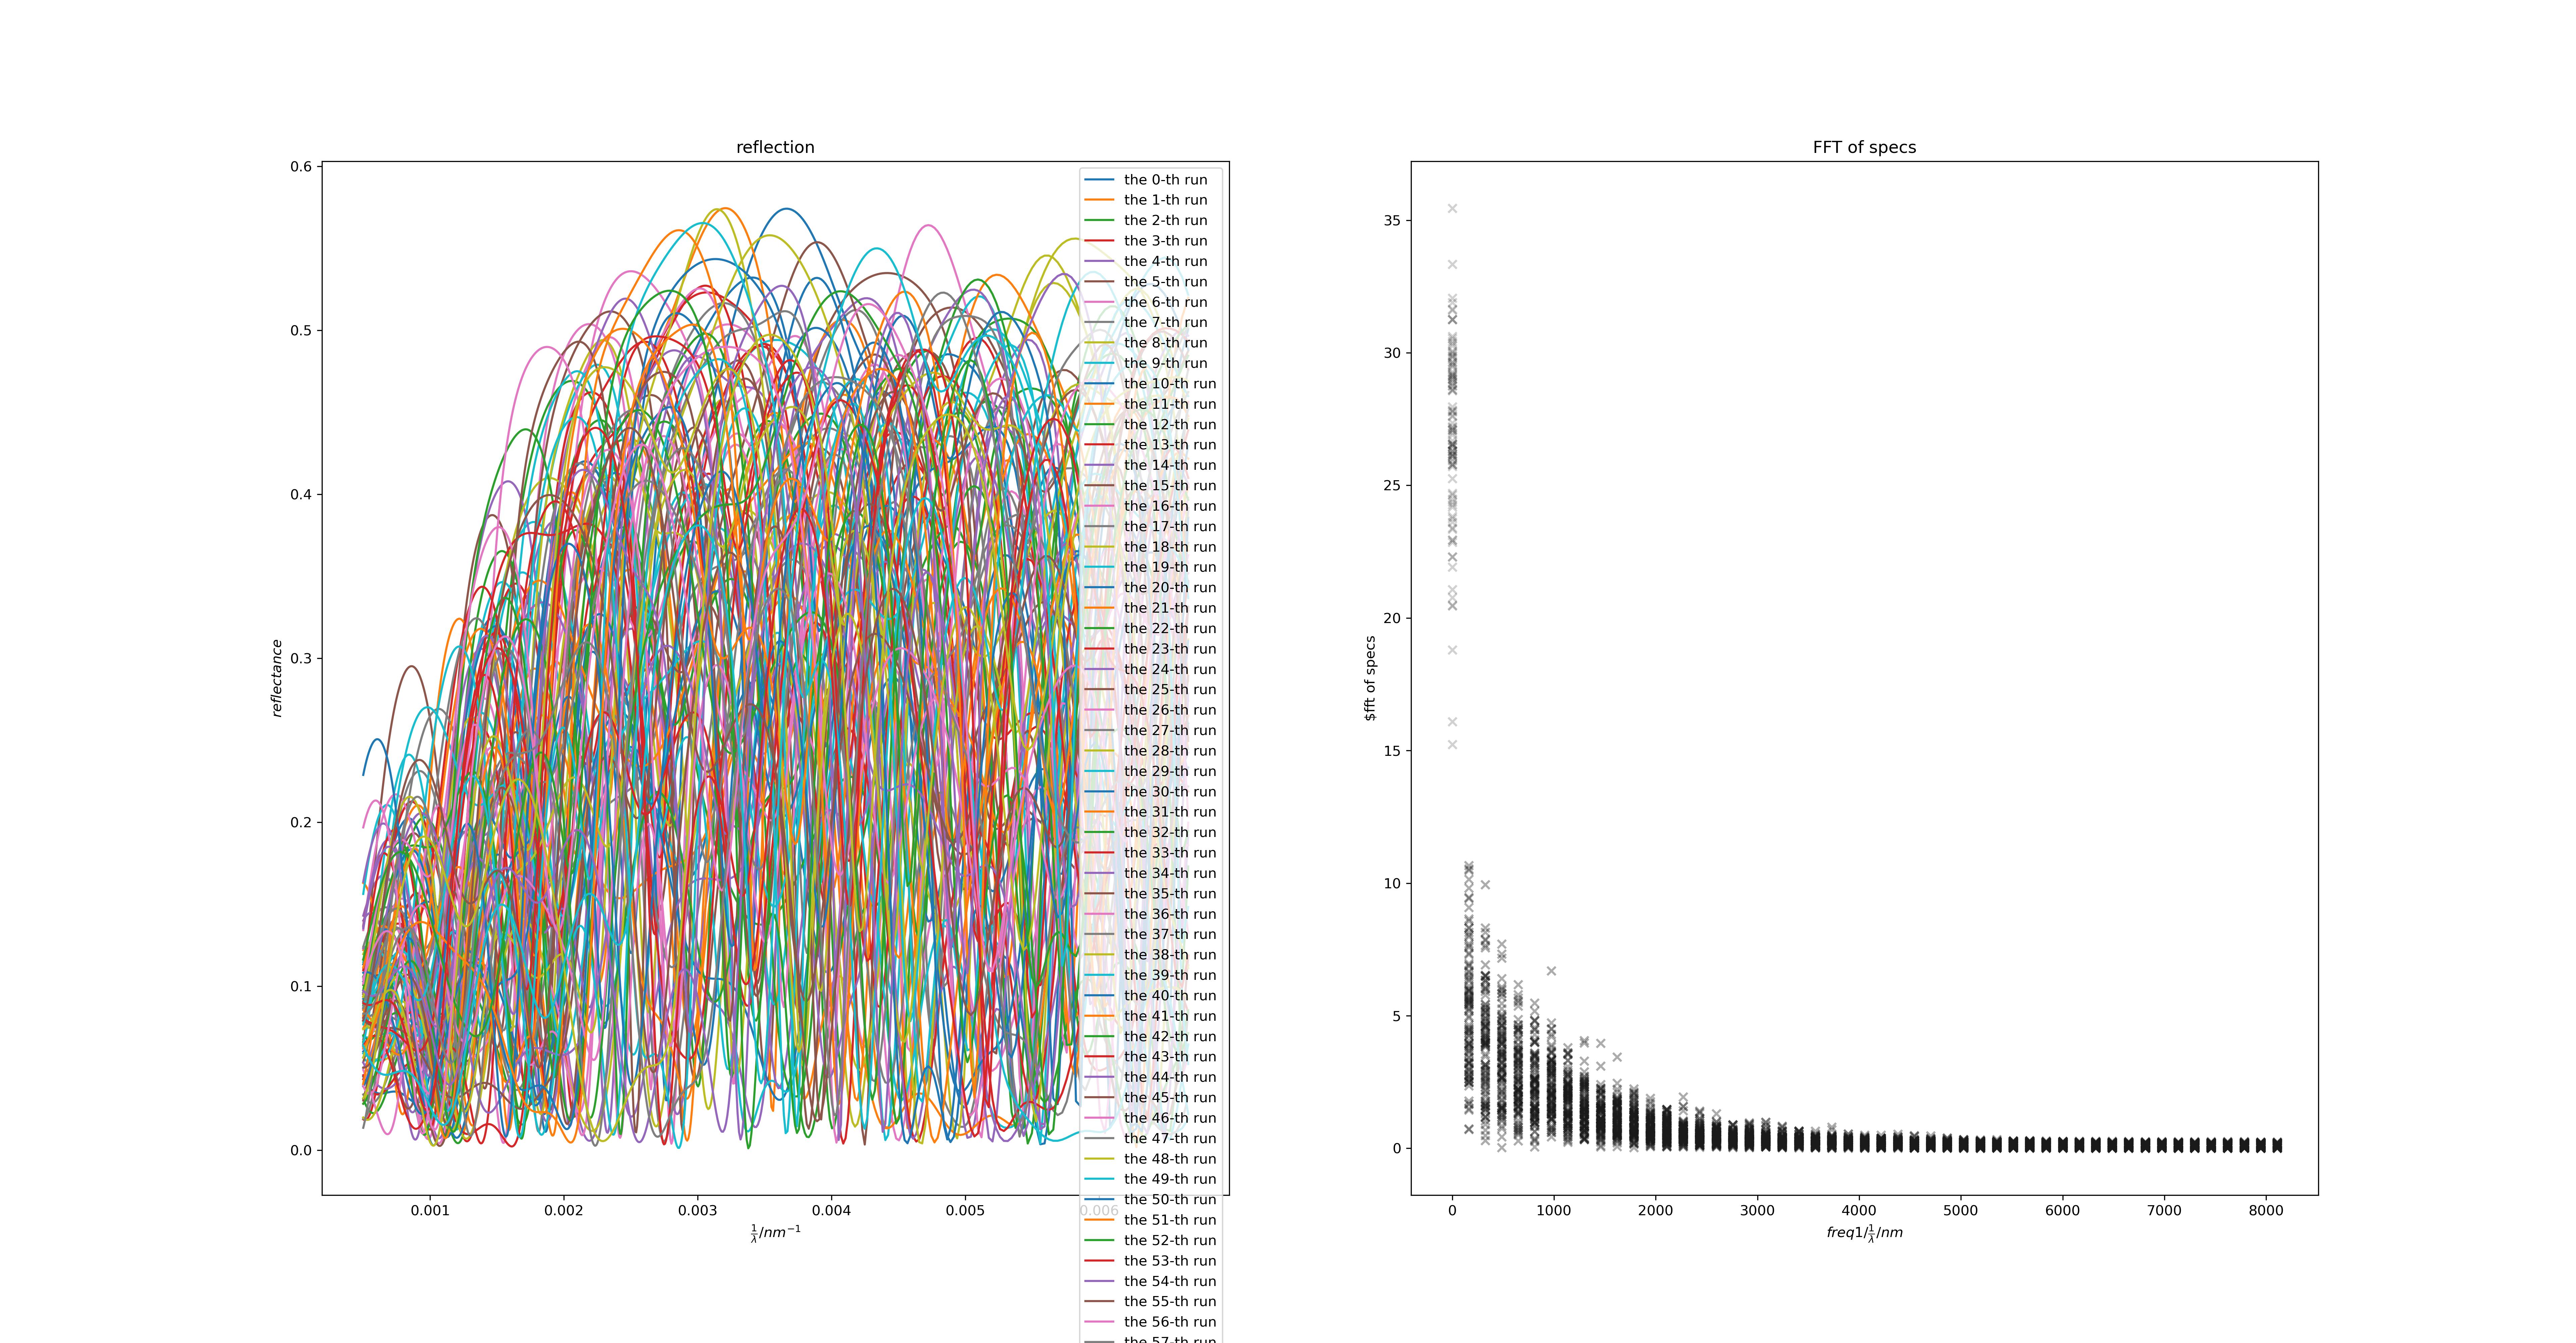 reflection
0.6
0.5
0.4
0.3
0.2
0.1
0.0
reflectance
0.001 0.002 0.003 0.004 0.005 0.006
1/λ /nm⁻¹
the 0-th run
the 1-th run
the 2-th run
the 3-th run
the 4-th run
the 5-th run
the 6-th run
the 7-th run
the 8-th run
the 9-th run
the 10-th run
the 11-th run
the 12-th run
the 13-th run
the 14-th run
the 15-th run
the 16-th run
the 17-th run
the 18-th run
the 19-th run
the 20-th run
the 21-th run
the 22-th run
the 23-th run
the 24-th run
the 25-th run
the 26-th run
the 27-th run
the 28-th run
the 29-th run
the 30-th run
the 31-th run
the 32-th run
the 33-th run
the 34-th run
the 35-th run
the 36-th run
the 37-th run
the 38-th run
the 39-th run
the 40-th run
the 41-th run
the 42-th run
the 43-th run
the 44-th run
the 45-th run
the 46-th run
the 47-th run
the 48-th run
the 49-th run
the 50-th run
the 51-th run
the 52-th run
the 53-th run
the 54-th run
the 55-th run
the 56-th run
the 57-th run
FFT of specs
35
30
25
20
15
10
5
0
$fft of specs
0 1000 2000 3000 4000 5000 6000 7000 8000
freq1/1/λ/nm